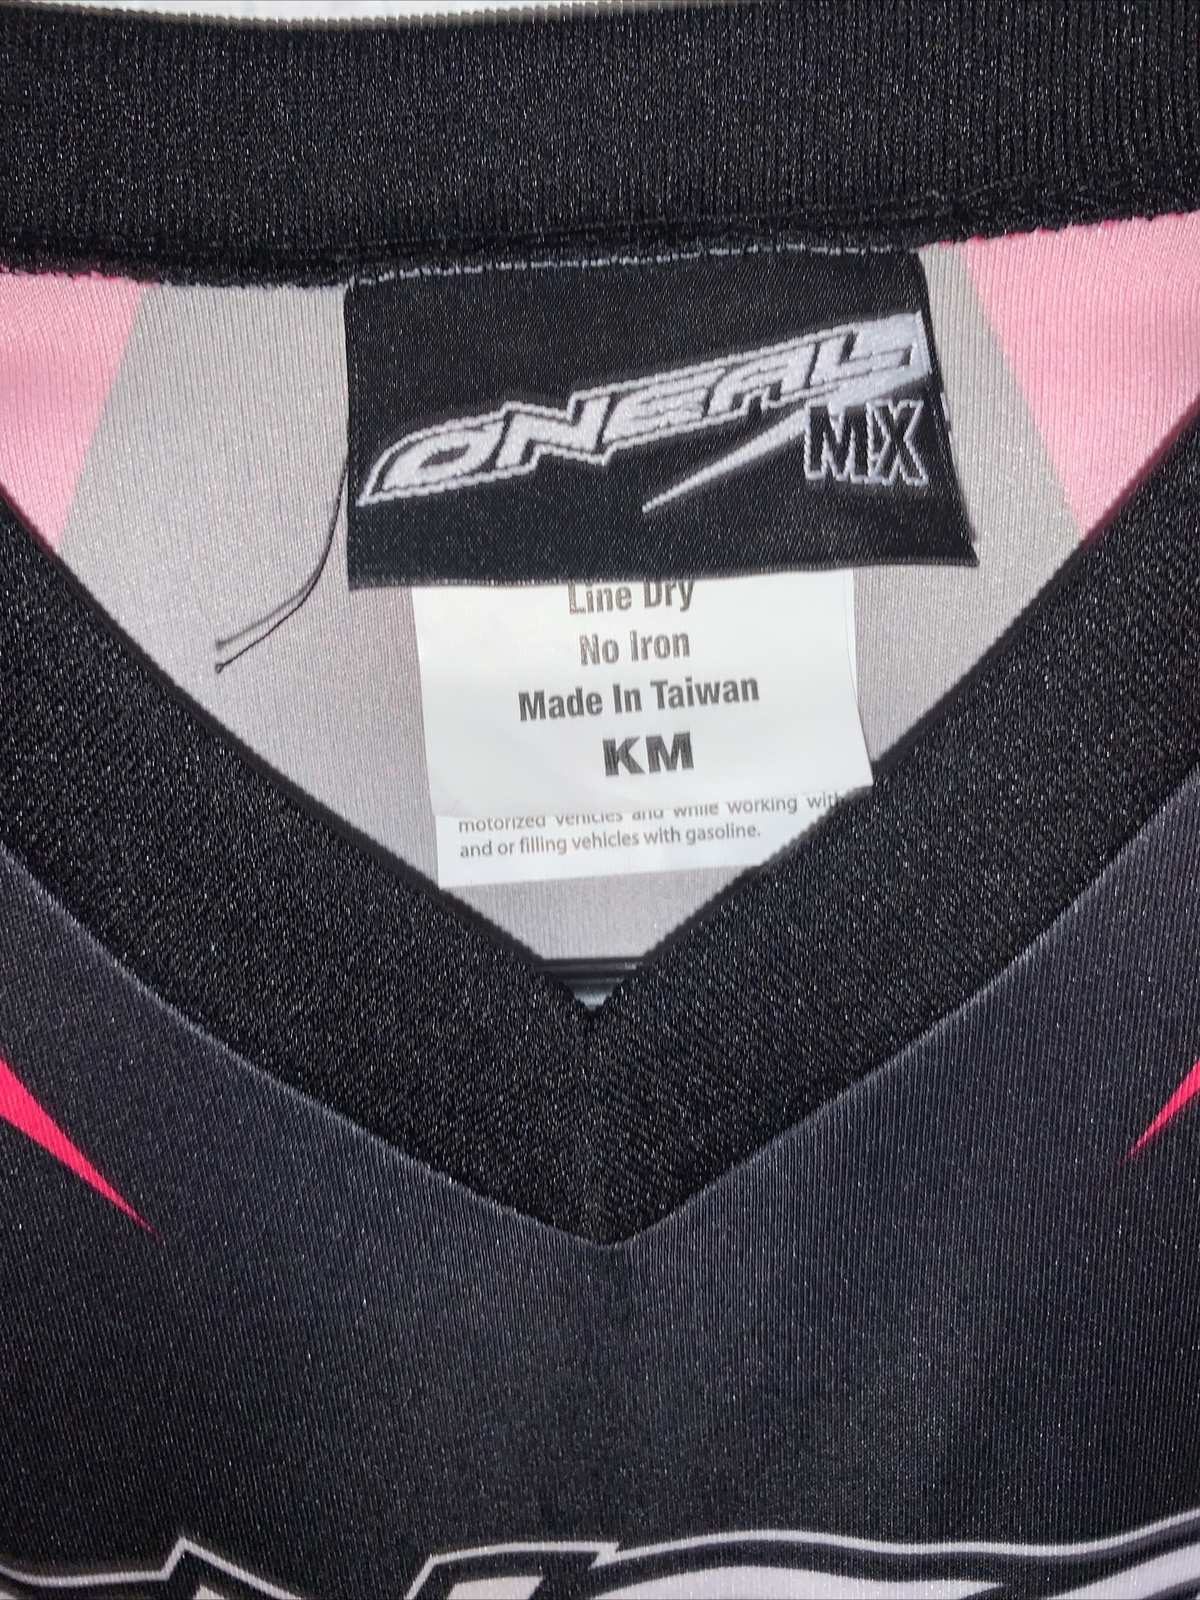 ONEAL
MX
Line Dry
No Iron
Made In Taiwan
KM
motorized vehicles and while working with
and or filling vehicles with gasoline.